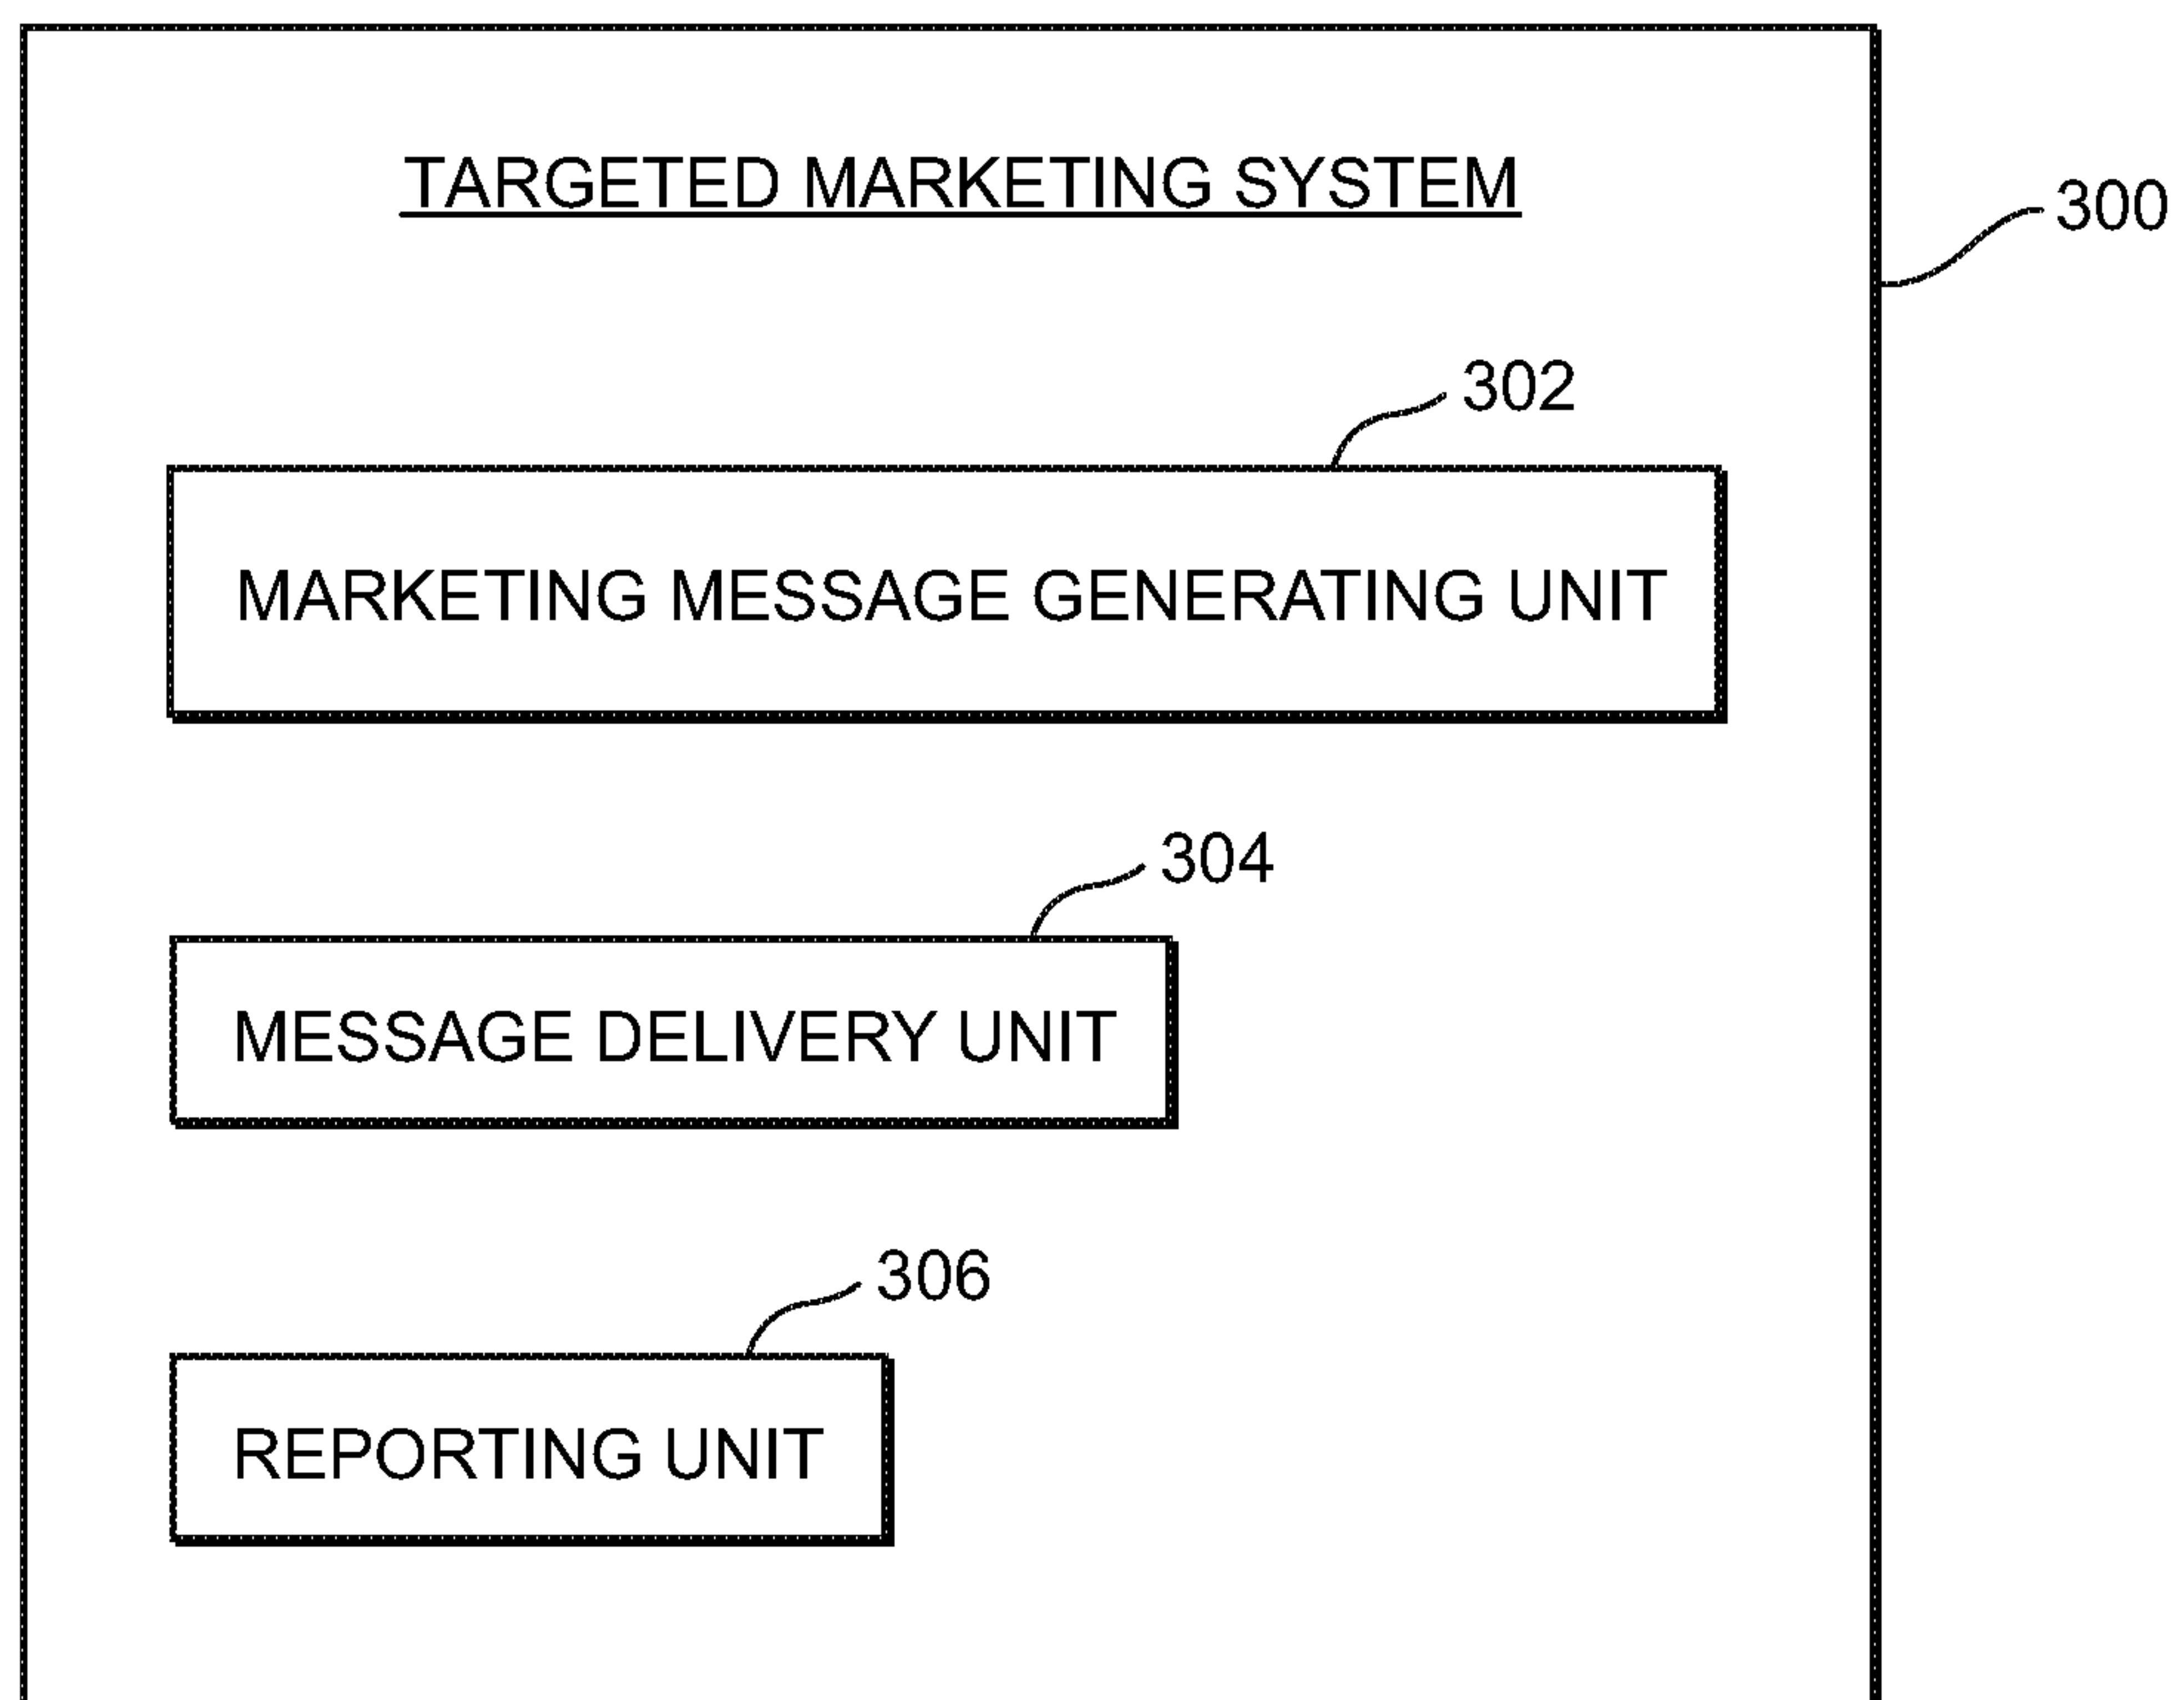 TARGETED MARKETING SYSTEM
300
302
MARKETING MESSAGE GENERATING UNIT
304
MESSAGE DELIVERY UNIT
306
REPORTING UNIT